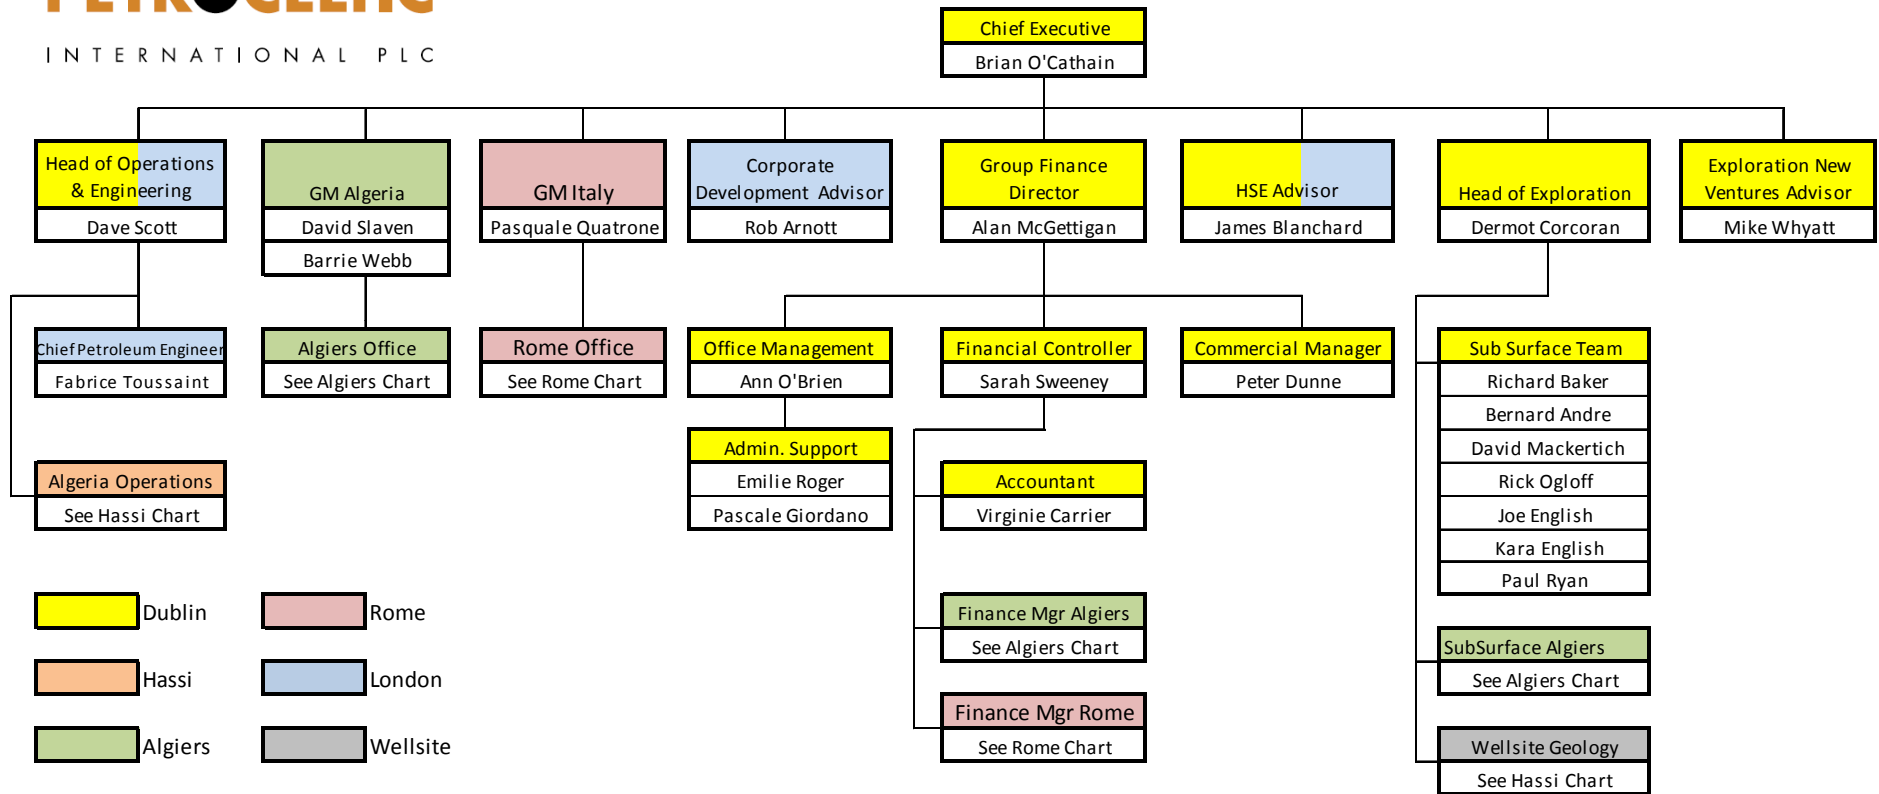 PETROCELTIC
INTERNATIONAL PLC
Chief Executive
Brian O'Cathain
Head of Operations
& Engineering
Dave Scott
GM Algeria
David Slaven
Barrie Webb
GM Italy
Pasquale Quatrone
Corporate
Development Advisor
Rob Arnott
Group Finance
Director
Alan McGettigan
HSE Advisor
James Blanchard
Head of Exploration
Dermot Corcoran
Exploration New
Ventures Advisor
Mike Whyatt
Chief Petroleum Engineer
Fabrice Toussaint
Algiers Office
See Algiers Chart
Rome Office
See Rome Chart
Office Management
Ann O'Brien
Financial Controller
Sarah Sweeney
Commercial Manager
Peter Dunne
Sub Surface Team
Richard Baker
Bernard Andre
David Mackertich
Rick Ogloff
Joe English
Kara English
Paul Ryan
Admin. Support
Emilie Roger
Pascale Giordano
Algeria Operations
See Hassi Chart
Accountant
Virginie Carrier
Finance Mgr Algiers
See Algiers Chart
SubSurface Algiers
See Algiers Chart
Finance Mgr Rome
See Rome Chart
Wellsite Geology
See Hassi Chart
Dublin
Rome
Hassi
London
Algiers
Wellsite